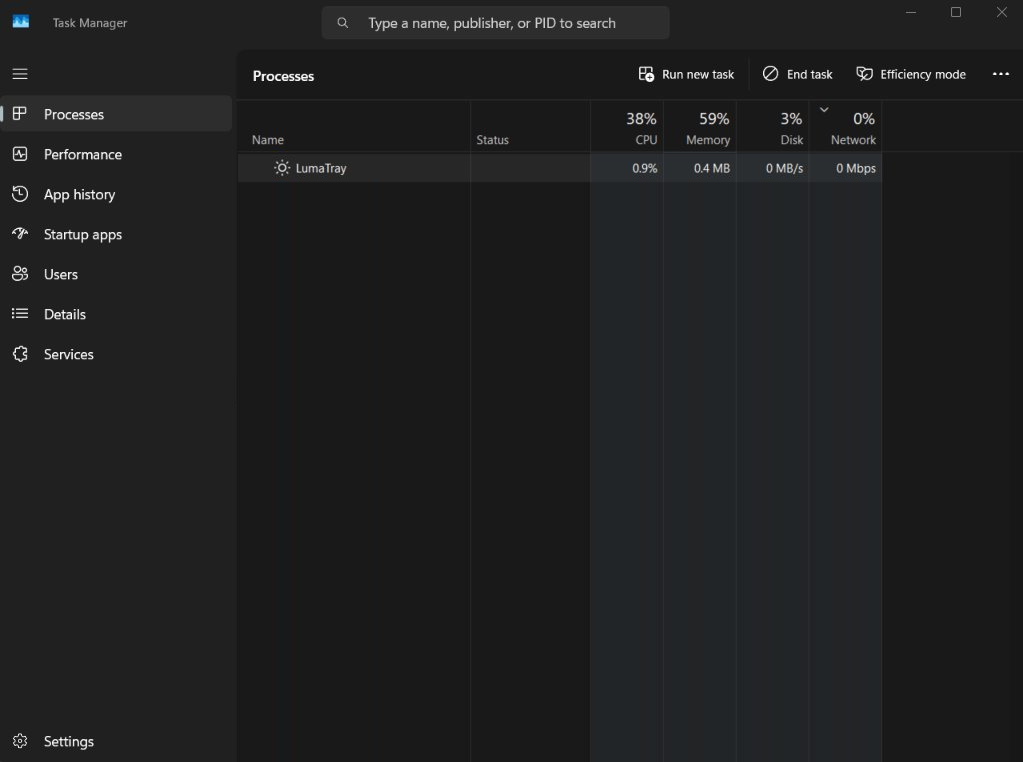 Task Manager
Type a name, publisher, or PID to search
Processes
Run new task
End task
Efficiency mode
Processes
Performance
App history
Startup apps
Users
Details
Services
Settings
38% 59% 3% 0%
Name Status CPU Memory Disk Network
LumaTray 0.9% 0.4 MB 0 MB/s 0 Mbps